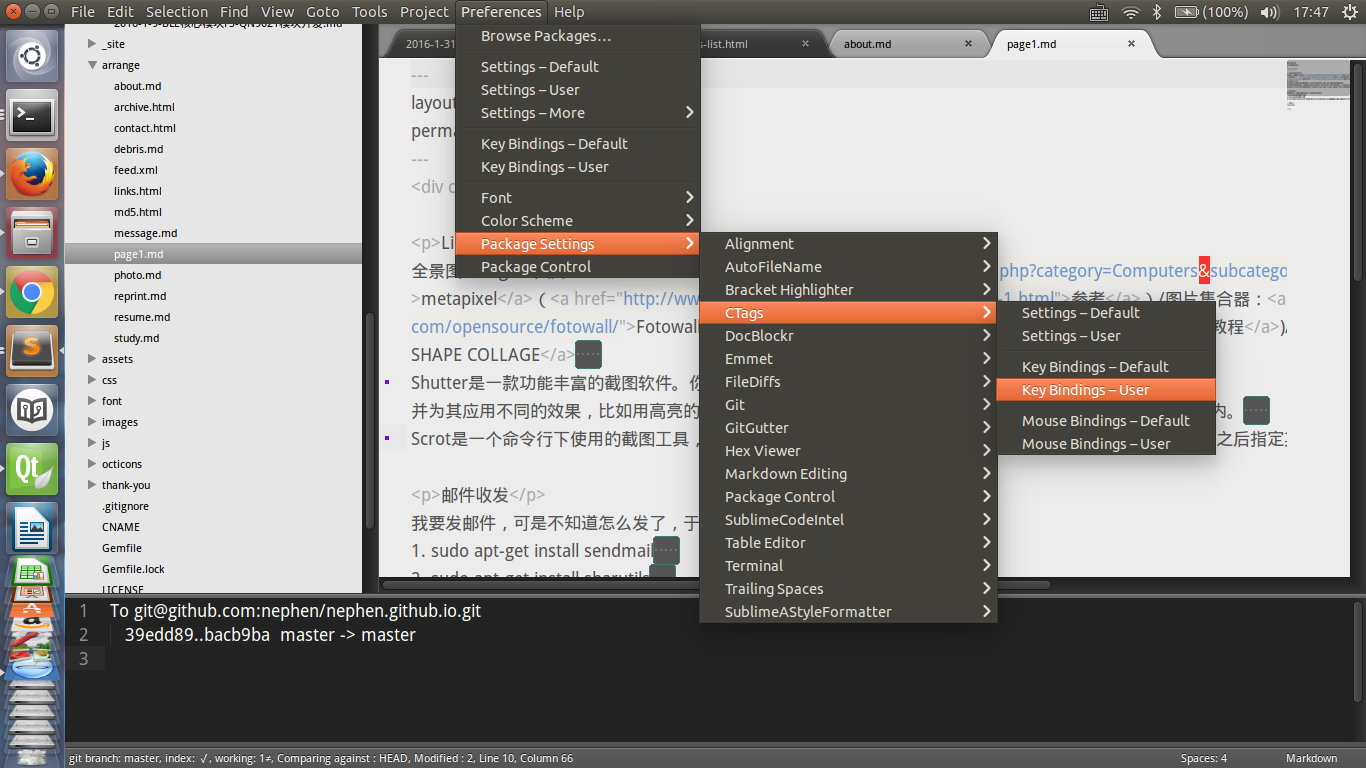 File Edit Selection Find View Goto Tools Project Preferences Help
(100%) 17:47
_site
arrange
about.md
archive.html
contact.html
debris.md
feed.xml
links.html
md5.html
message.md
page1.md
photo.md
reprint.md
resume.md
study.md
assets
css
font
images
js
octicons
thank-you
.gitignore
CNAME
Gemfile
Gemfile.lock
LICENSE
2016-1-31
s-list.html
about.md
page1.md
Browse Packages…
Settings – Default
Settings – User
Settings – More
Key Bindings – Default
Key Bindings – User
Font
Color Scheme
Package Settings
Package Control
Alignment
AutoFileName
Bracket Highlighter
CTags
DocBlockr
Emmet
FileDiffs
Git
GitGutter
Hex Viewer
Markdown Editing
Package Control
SublimeCodeIntel
Table Editor
Terminal
Trailing Spaces
SublimeAStyleFormatter
Settings – Default
Settings – User
Key Bindings – Default
Key Bindings – User
Mouse Bindings – Default
Mouse Bindings – User
---
layout
perma
---
<div c
<p>Li
全景图 php?category=Computers&subcatego
>metapixel</a>（<a href="http://ww -1.html">参考</a>）/图片集合器：<a
com/opensource/fotowall/">Fotowall 教程</a>)/
SHAPE COLLAGE</a>
Shutter是一款功能丰富的截图软件。你
并为其应用不同的效果，比如用高亮的 内。
Scrot是一个命令行下使用的截图工具， 之后指定
<p>邮件收发</p>
我要发邮件，可是不知道怎么发了，于
1. sudo apt-get install sendmail
2. sudo apt-get install sharutils
1 To git@github.com:nephen/nephen.github.io.git
2 39edd89..bacb9ba master -> master
3
git branch: master, index: √, working: 1≠, Comparing against : HEAD, Modified : 2, Line 10, Column 66
Spaces: 4
Markdown